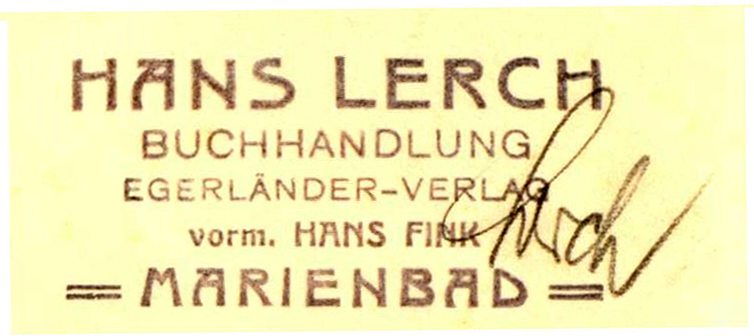 HANS LERCH
BUCHHANDLUNG
EGERLÄNDER-VERLAG
vorm. HANS FINK
Lerch
= MARIENBAD =